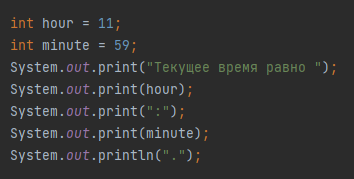 int hour = 11;
int minute = 59;
System.out.print("Текущее время равно ");
System.out.print(hour);
System.out.print(":");
System.out.print(minute);
System.out.println(".");